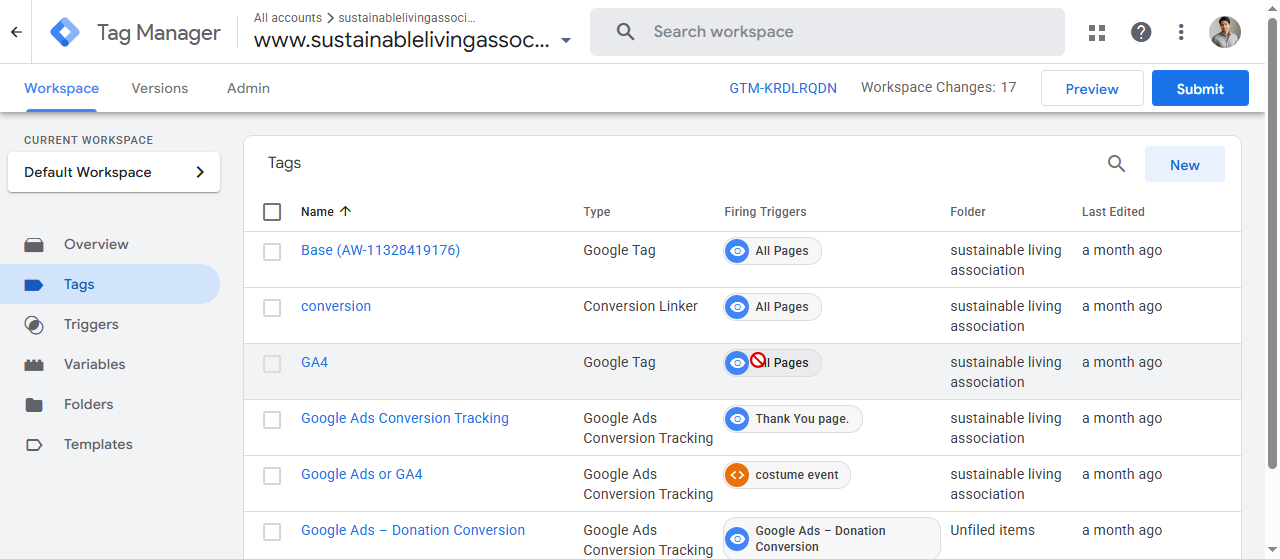 All accounts > sustainablelivingassoci...
Tag Manager
www.sustainablelivingassoc...
Search workspace
Workspace
Versions
Admin
GTM-KRDLRQDN
Workspace Changes: 17
Preview
Submit
CURRENT WORKSPACE
Default Workspace
Overview
Tags
Triggers
Variables
Folders
Templates
Tags
New
Name
Type
Firing Triggers
Folder
Last Edited
Base (AW-11328419176)
Google Tag
All Pages
sustainable living
association
a month ago
conversion
Conversion Linker
All Pages
sustainable living
association
a month ago
GA4
Google Tag
All Pages
sustainable living
association
a month ago
Google Ads Conversion Tracking
Google Ads
Conversion Tracking
Thank You page.
sustainable living
association
a month ago
Google Ads or GA4
Google Ads
Conversion Tracking
costume event
sustainable living
association
a month ago
Google Ads – Donation Conversion
Google Ads
Conversion Tracking
Google Ads – Donation
Conversion
Unfiled items
a month ago